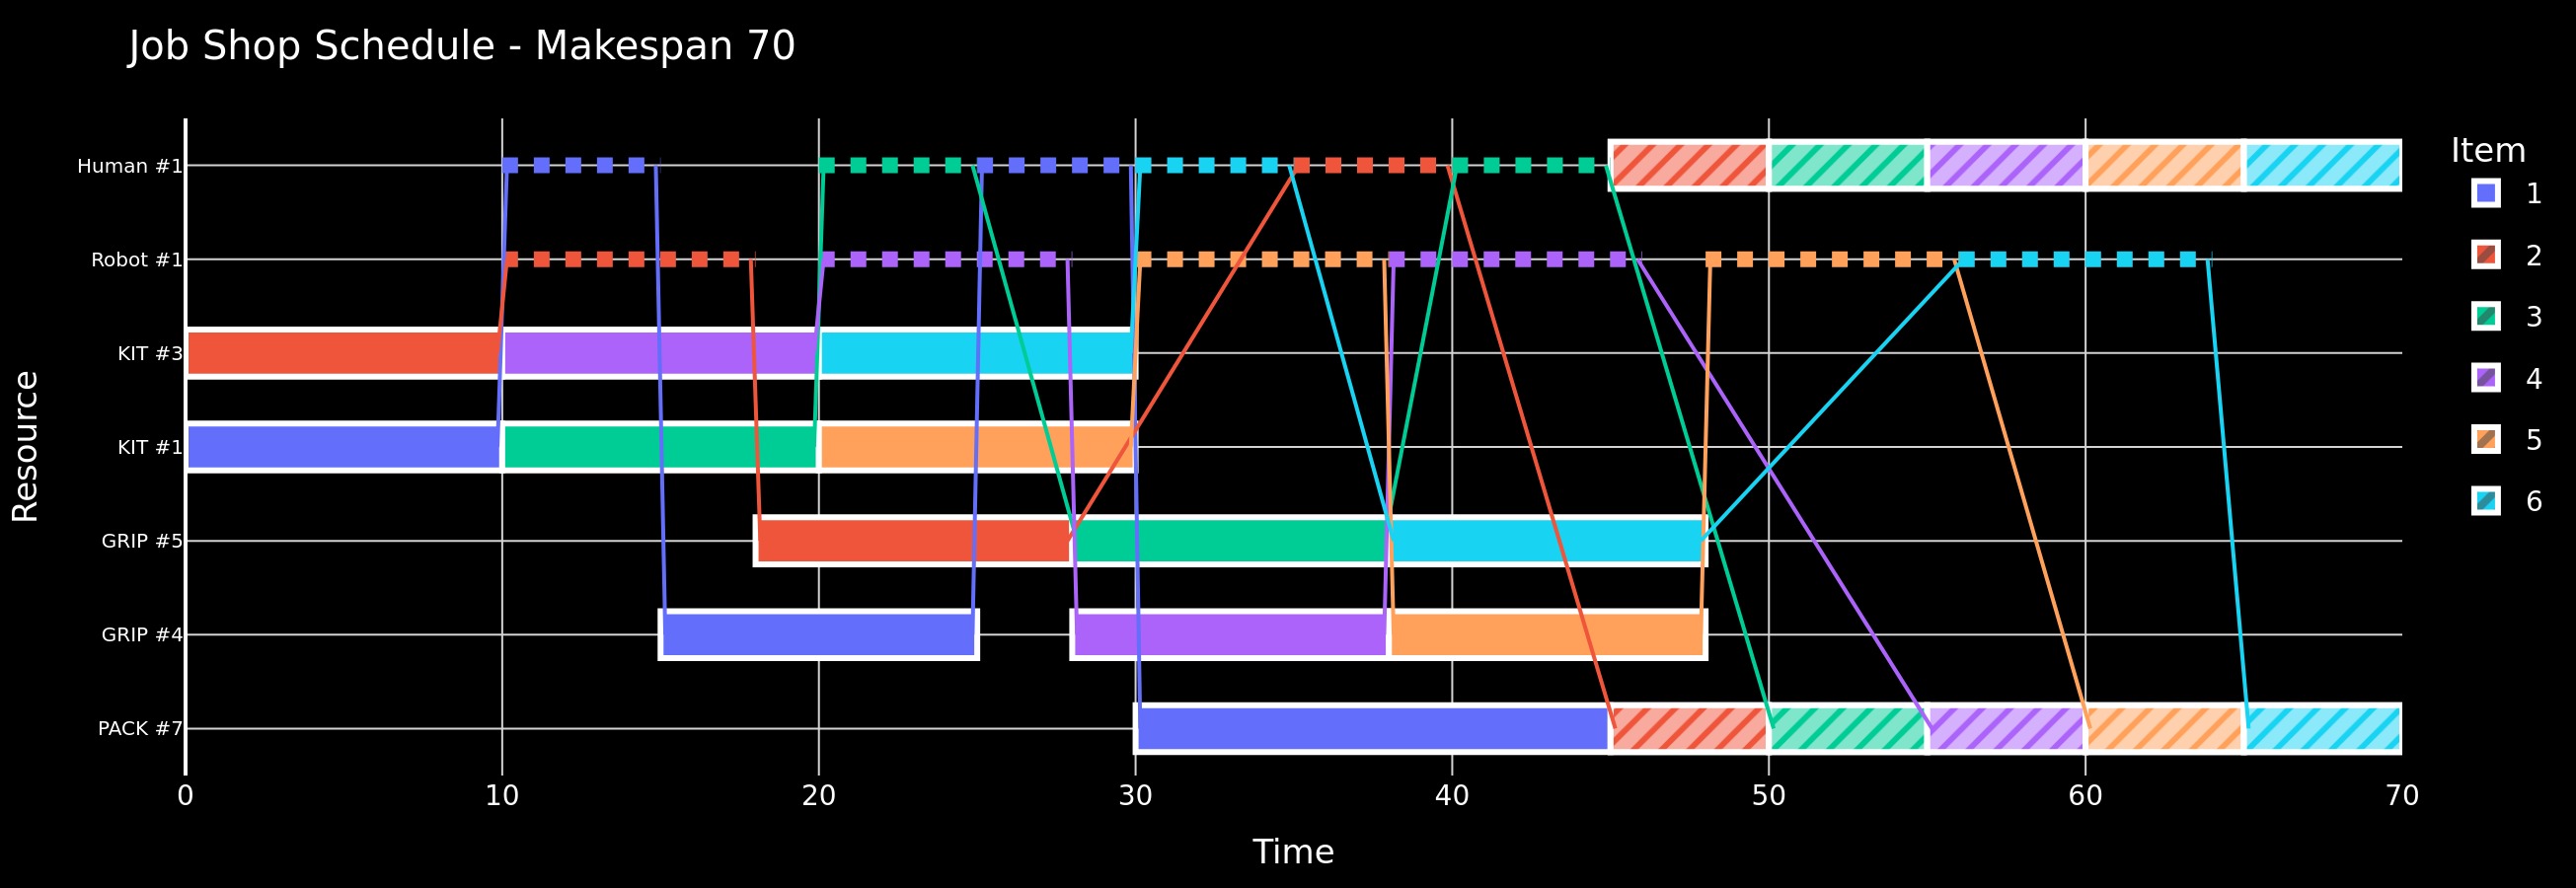 Job Shop Schedule - Makespan 70
Human #1
Robot #1
KIT #3
KIT #1
GRIP #5
GRIP #4
PACK #7
Resource
0 10 20 30 40 50 60 70
Time
Item
1
2
3
4
5
6